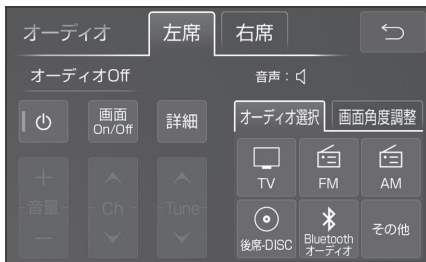 オーディオ 左席 右席
オーディオOff 音声：
画面
On/Off
詳細
オーディオ選択 画面角度調整
TV FM AM
+ ∧ ∧
-音量- -Ch- -Tune-
− ∨ ∨
後席-DISC
Bluetooth
オーディオ
その他